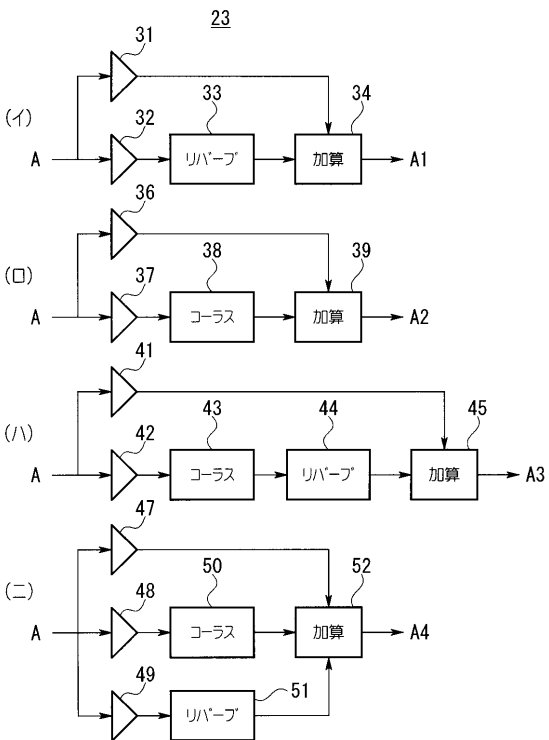 23
31
(イ)
32
33
34
A
リバーブ
加算
A1
36
(ロ)
37
38
39
A
コーラス
加算
A2
41
(ハ)
42
43
44
45
A
コーラス
リバーブ
加算
A3
47
(ニ)
48
50
52
A
コーラス
加算
A4
49
51
リバーブ